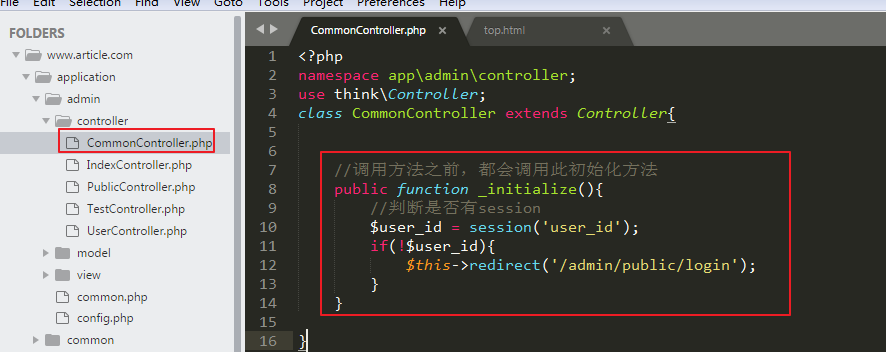 File Edit Selection Find View Goto Tools Project Preferences Help
FOLDERS
www.article.com
application
admin
controller
CommonController.php
IndexController.php
PublicController.php
TestController.php
UserController.php
model
view
common.php
config.php
common
CommonController.php × top.html ×
1 <?php
2 namespace app\admin\controller;
3 use think\Controller;
4 class CommonController extends Controller{
5
6
7 //调用方法之前，都会调用此初始化方法
8 public function _initialize(){
9 //判断是否有session
10 $user_id = session('user_id');
11 if(!$user_id){
12 $this->redirect('/admin/public/login');
13 }
14 }
15
16 }